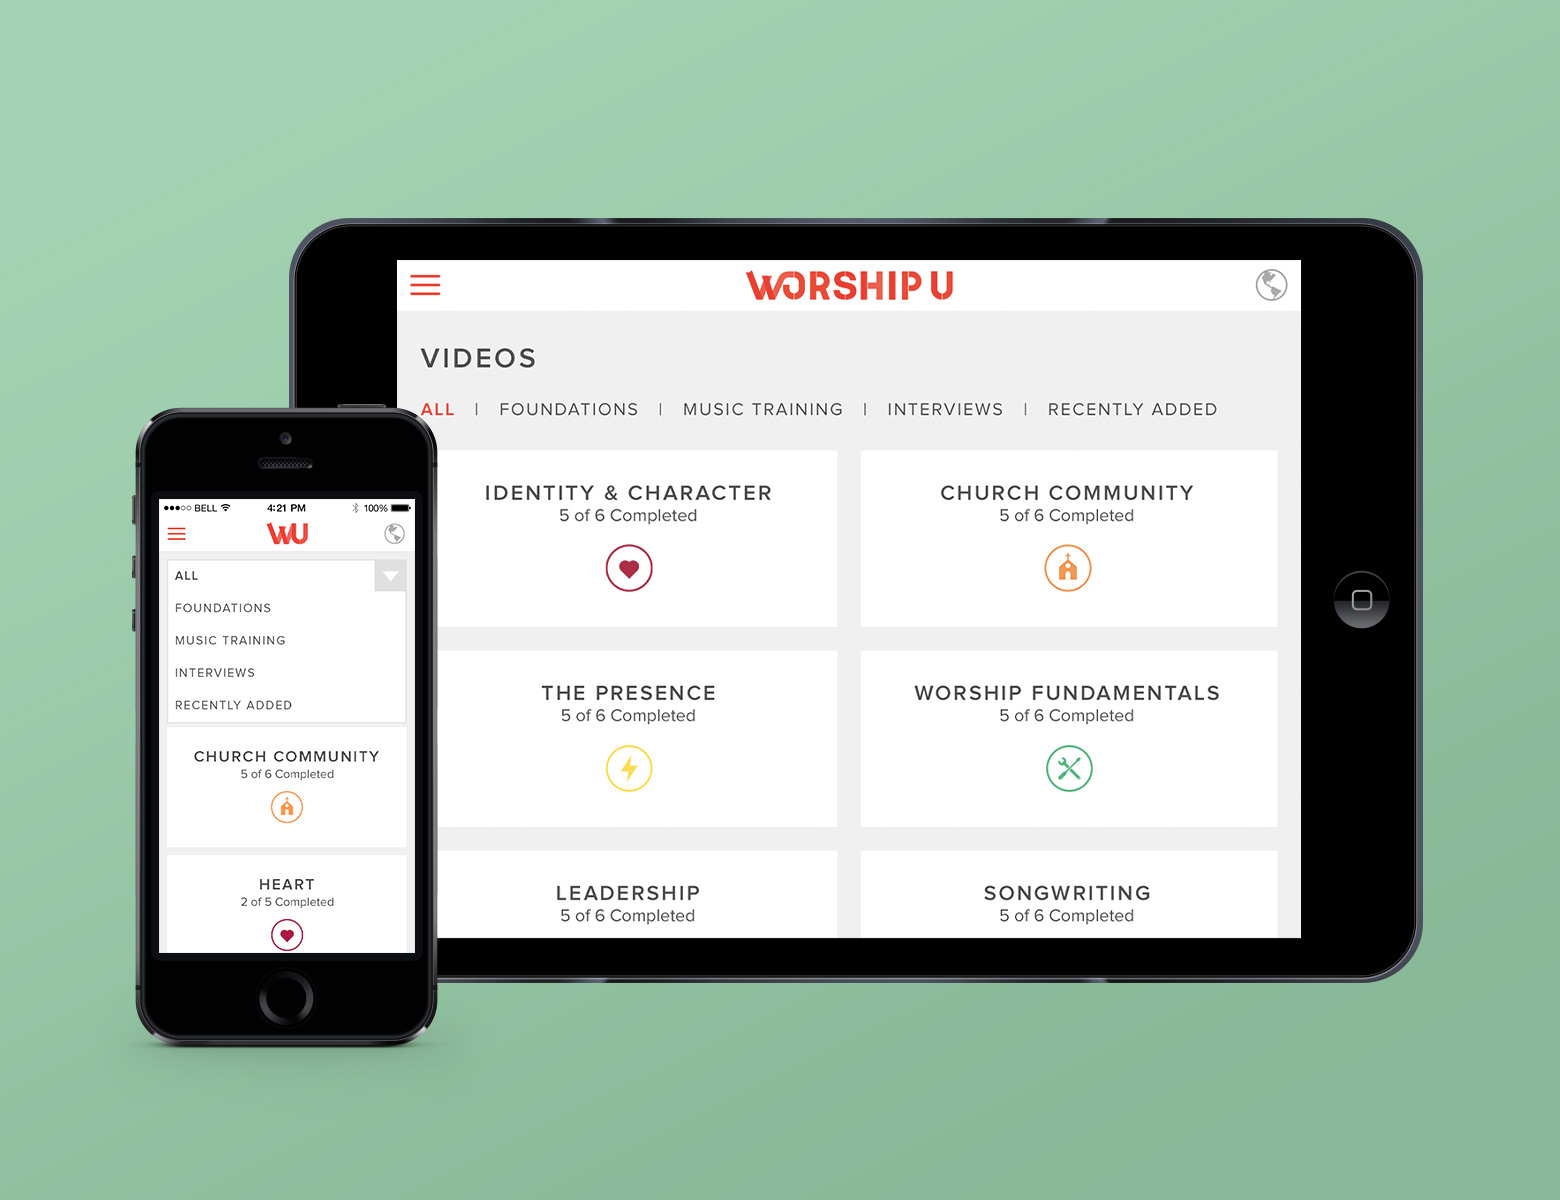 WORSHIP U
VIDEOS
ALL | FOUNDATIONS | MUSIC TRAINING | INTERVIEWS | RECENTLY ADDED
IDENTITY & CHARACTER
5 of 6 Completed
CHURCH COMMUNITY
5 of 6 Completed
THE PRESENCE
5 of 6 Completed
WORSHIP FUNDAMENTALS
5 of 6 Completed
LEADERSHIP
5 of 6 Completed
SONGWRITING
5 of 6 Completed
BELL 4:21 PM 100%
WU
ALL
FOUNDATIONS
MUSIC TRAINING
INTERVIEWS
RECENTLY ADDED
CHURCH COMMUNITY
5 of 6 Completed
HEART
2 of 5 Completed